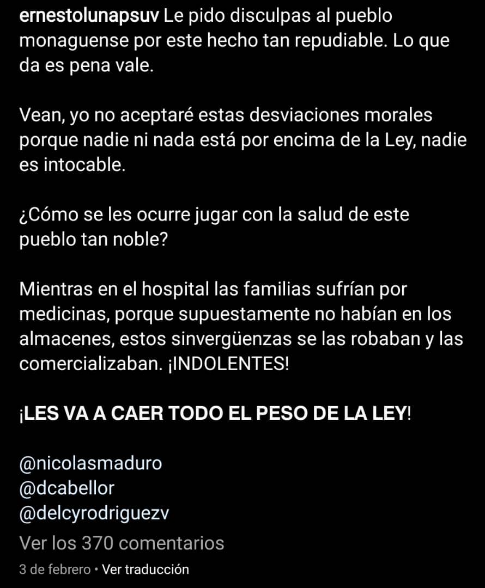 ernestolunapsuv Le pido disculpas al pueblo
monaguense por este hecho tan repudiable. Lo que
da es pena vale.
Vean, yo no aceptaré estas desviaciones morales
porque nadie ni nada está por encima de la Ley, nadie
es intocable.
¿Cómo se les ocurre jugar con la salud de este
pueblo tan noble?
Mientras en el hospital las familias sufrían por
medicinas, porque supuestamente no habían en los
almacenes, estos sinvergüenzas se las robaban y las
comercializaban. ¡INDOLENTES!
¡LES VA A CAER TODO EL PESO DE LA LEY!
@nicolasmaduro
@dcabellor
@delcyrodriguezv
Ver los 370 comentarios
3 de febrero • Ver traducción